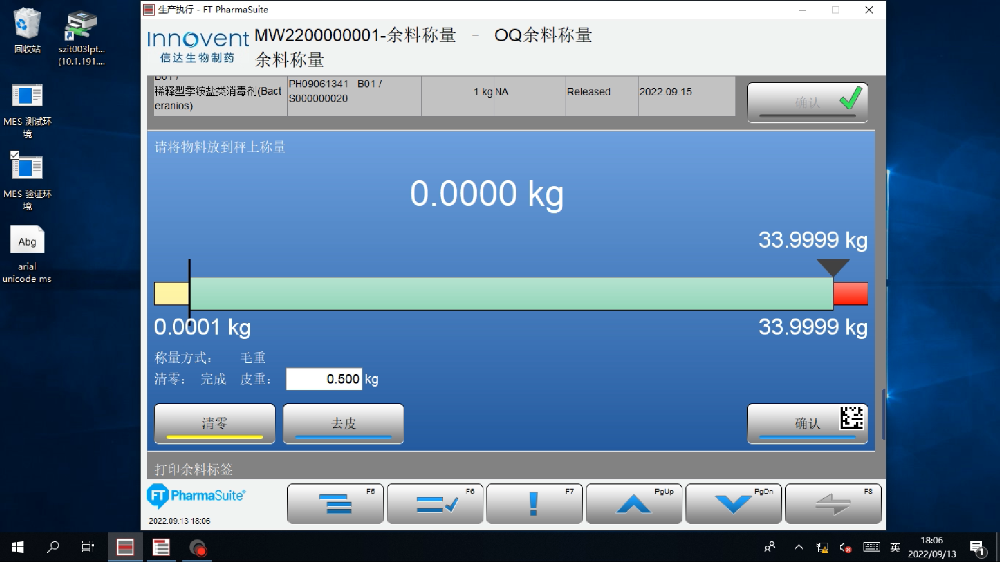 回收站
szit003lpt...
(10.1.191....
MES 测试环
境
MES 验证环
境
Abg
arial
unicode ms
生产执行 - FT PharmaSuite
Innovent
信达生物制药
MW2200000001-余料称量 - OQ余料称量
余料称量
B01 /
稀释型季铵盐类消毒剂(Bact
eranios)
PH09061341 B01 /
S000000020
1 kg
NA
Released
2022.09.15
确认
请将物料放到秤上称量
0.0000 kg
33.9999 kg
0.0001 kg
33.9999 kg
称量方式： 毛重
清零： 完成 皮重： 0.500 kg
清零
去皮
确认
打印余料标签
FT PharmaSuite®
2022.09.13 18:06
F5
F6
F7
PgUp
PgDn
F8
英
18:06
2022/09/13
1